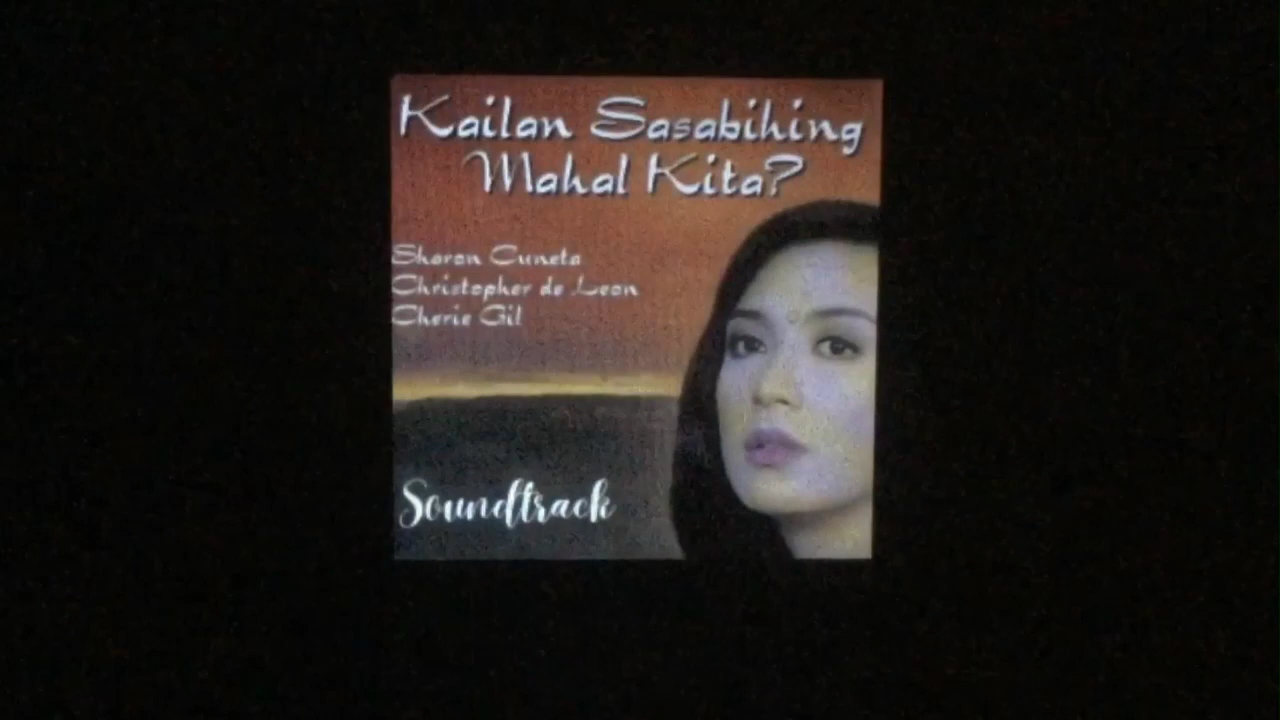 Kailan Sasabihing
Mahal Kita?
Sharon Cuneta
Christopher de Leon
Cherie Gil
Soundtrack